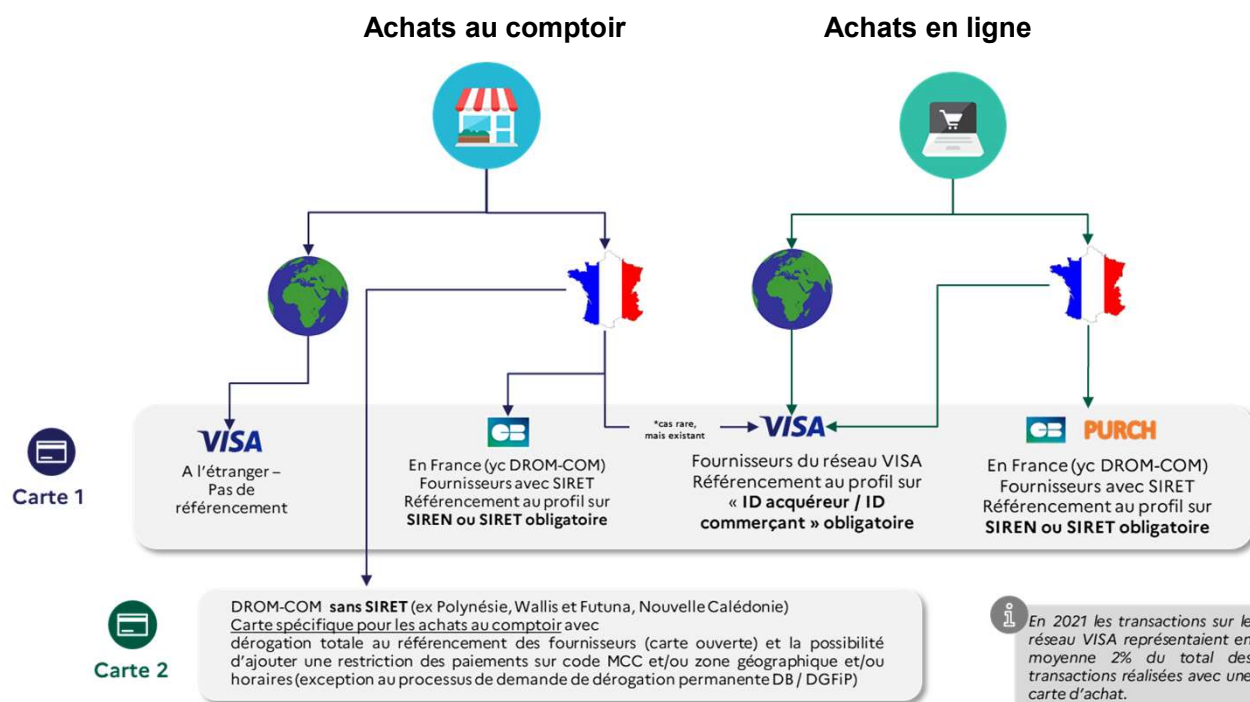 Achats au comptoir
Achats en ligne
Carte 1
VISA
A l'étranger –
Pas de
référencement
CB
En France (yc DROM-COM)
Fournisseurs avec SIRET
Référencement au profil sur
SIREN ou SIRET obligatoire
*cas rare,
mais existant
VISA
Fournisseurs du réseau VISA
Référencement au profil sur
« ID acquéreur / ID
commerçant » obligatoire
CB PURCH
En France (yc DROM-COM)
Fournisseurs avec SIRET
Référencement au profil sur
SIREN ou SIRET obligatoire
Carte 2
DROM-COM sans SIRET (ex Polynésie, Wallis et Futuna, Nouvelle Calédonie)
Carte spécifique pour les achats au comptoir avec
dérogation totale au référencement des fournisseurs (carte ouverte) et la possibilité
d'ajouter une restriction des paiements sur code MCC et/ou zone géographique et/ou
horaires (exception au processus de demande de dérogation permanente DB / DGFiP)
i
En 2021 les transactions sur le
réseau VISA représentaient en
moyenne 2% du total des
transactions réalisées avec une
carte d'achat.